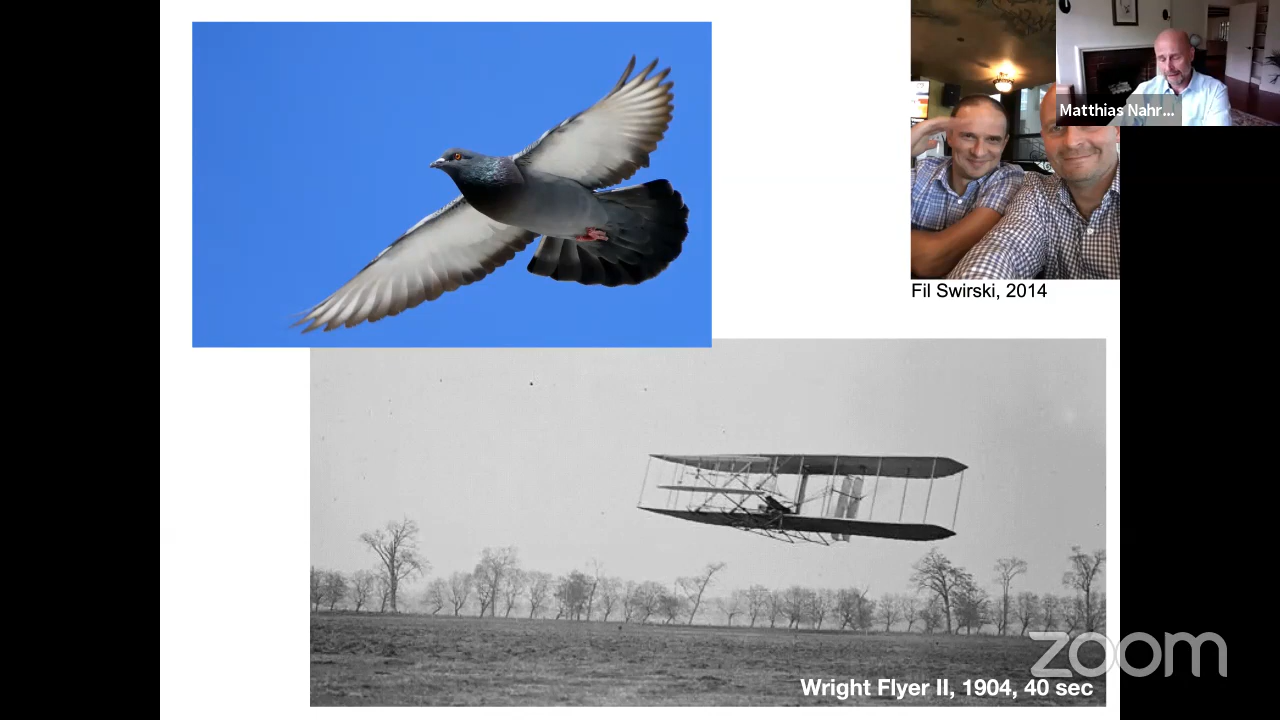 Matthias Nahr...
Fil Swirski, 2014
zoom
Wright Flyer II, 1904, 40 sec